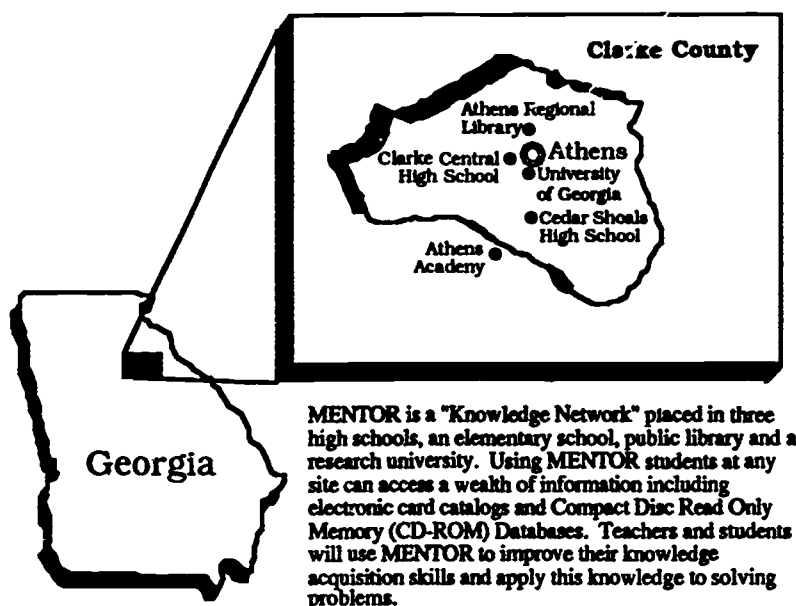 Clarke County
Athens Regional
Library
Athens
Clarke Central
High School
University
of Georgia
Cedar Shoals
High School
Athens
Academy
Georgia
MENTOR is a "Knowledge Network" placed in three
high schools, an elementary school, public library and a
research university. Using MENTOR students at any
site can access a wealth of information including
electronic card catalogs and Compact Disc Read Only
Memory (CD-ROM) Databases. Teachers and students
will use MENTOR to improve their knowledge
acquisition skills and apply this knowledge to solving
problems.